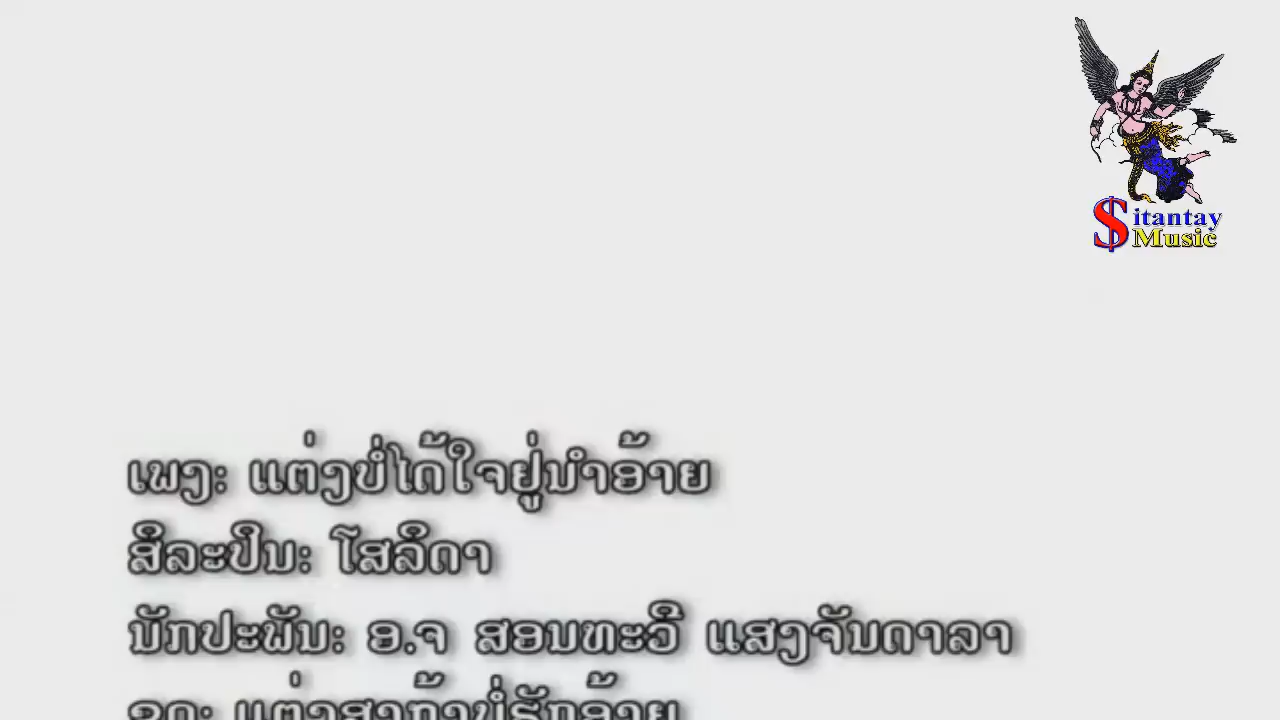 $itantay
Music
ເພງ: ແຕ່ງບໍ່ໄດ້ໃຈຢູ່ນຳອ້າຍ
ສິລະປິນ: ໂສລິດາ
ນັກປະພັນ: ອ.ຈ ສອນທະວີ ແສງຈັນດາລາ